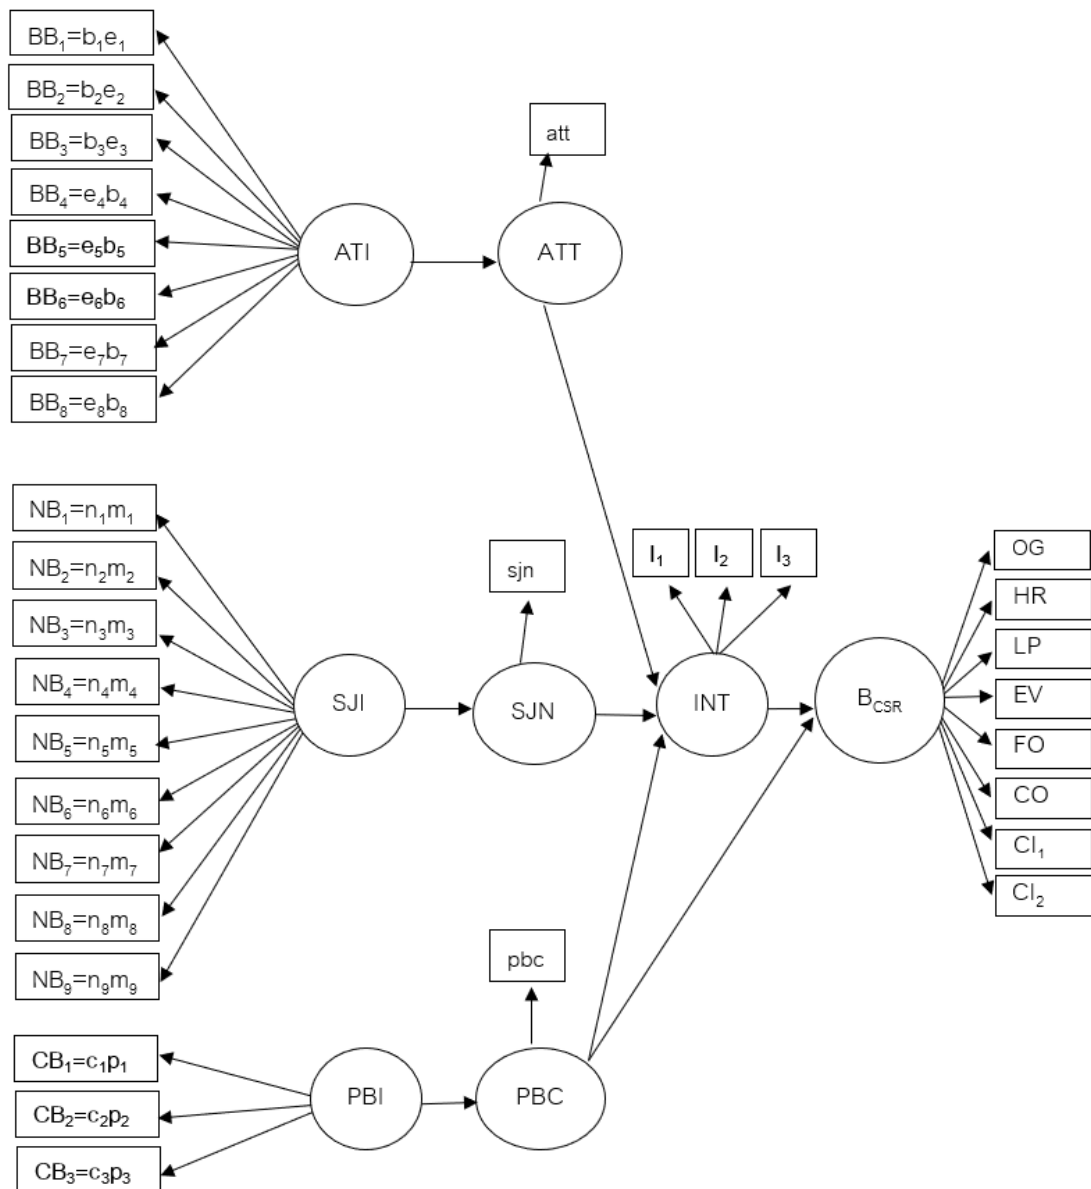 BB₁=b₁e₁
BB₂=b₂e₂
BB₃=b₃e₃
BB₄=e₄b₄
BB₅=e₅b₅
BB₆=e₆b₆
BB₇=e₇b₇
BB₈=e₈b₈
ATI
att
ATT
NB₁=n₁m₁
NB₂=n₂m₂
NB₃=n₃m₃
NB₄=n₄m₄
NB₅=n₅m₅
NB₆=n₆m₆
NB₇=n₇m₇
NB₈=n₈m₈
NB₉=n₉m₉
SJI
sjn
SJN
I₁
I₂
I₃
INT
B_CSR
OG
HR
LP
EV
FO
CO
CI₁
CI₂
CB₁=c₁p₁
CB₂=c₂p₂
CB₃=c₃p₃
PBI
pbc
PBC